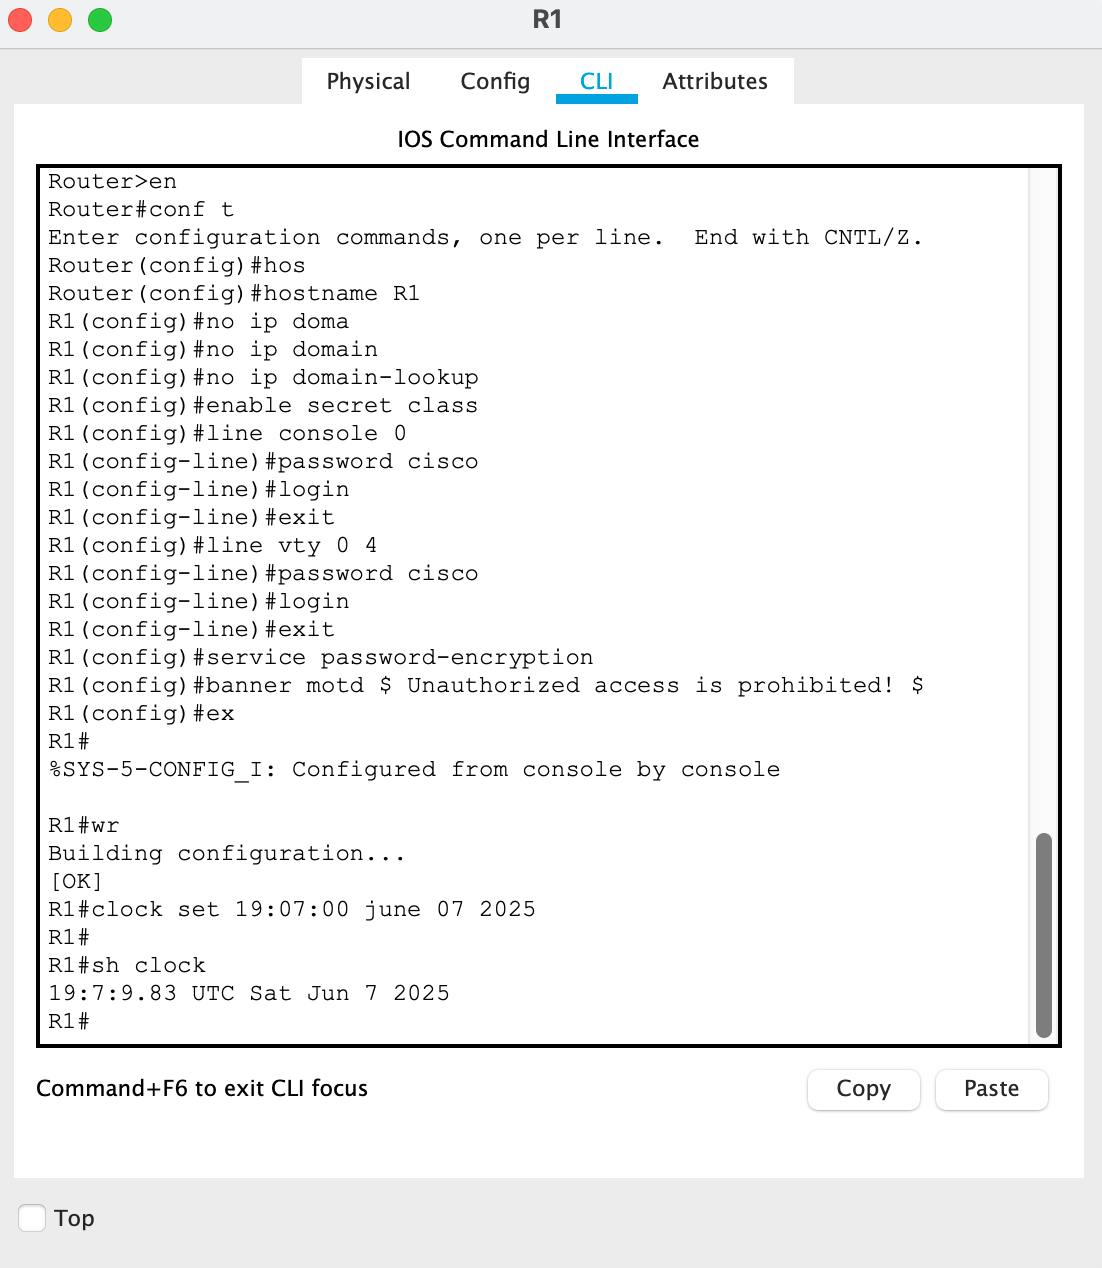 R1
Physical Config CLI Attributes
IOS Command Line Interface
Router>en
Router#conf t
Enter configuration commands, one per line.  End with CNTL/Z.
Router(config)#hos
Router(config)#hostname R1
R1(config)#no ip doma
R1(config)#no ip domain
R1(config)#no ip domain-lookup
R1(config)#enable secret class
R1(config)#line console 0
R1(config-line)#password cisco
R1(config-line)#login
R1(config-line)#exit
R1(config)#line vty 0 4
R1(config-line)#password cisco
R1(config-line)#login
R1(config-line)#exit
R1(config)#service password-encryption
R1(config)#banner motd $ Unauthorized access is prohibited! $
R1(config)#ex
R1#
%SYS-5-CONFIG_I: Configured from console by console
R1#wr
Building configuration...
[OK]
R1#clock set 19:07:00 june 07 2025
R1#
R1#sh clock
19:7:9.83 UTC Sat Jun 7 2025
R1#
Command+F6 to exit CLI focus
Copy Paste
Top